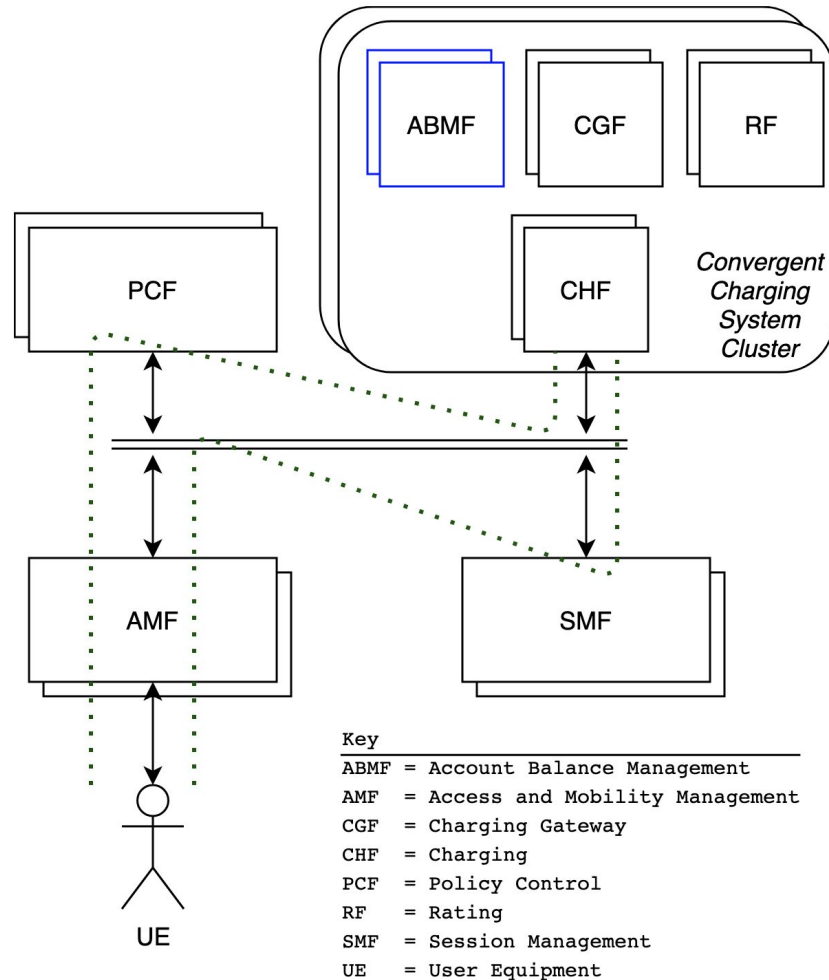 ABMF
CGF
RF
PCF
CHF
Convergent
Charging
System
Cluster
AMF
SMF
UE
Key
ABMF = Account Balance Management
AMF = Access and Mobility Management
CGF = Charging Gateway
CHF = Charging
PCF = Policy Control
RF = Rating
SMF = Session Management
UE = User Equipment